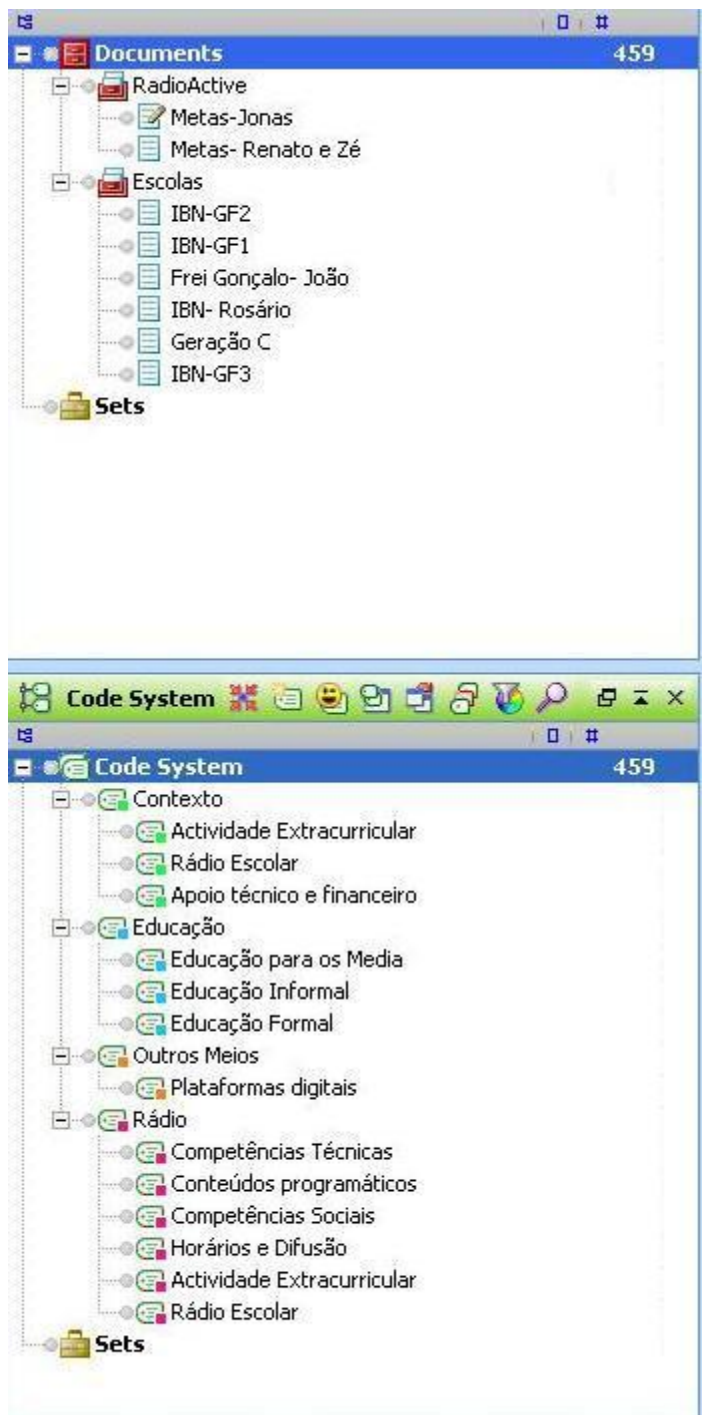 #
Documents 459
RadioActive
Metas-Jonas
Metas- Renato e Zé
Escolas
IBN-GF2
IBN-GF1
Frei Gonçalo- João
IBN- Rosário
Geração C
IBN-GF3
Sets
Code System
#
Code System 459
Contexto
Actividade Extracurricular
Rádio Escolar
Apoio técnico e financeiro
Educação
Educação para os Media
Educação Informal
Educação Formal
Outros Meios
Plataformas digitais
Rádio
Competências Técnicas
Conteúdos programáticos
Competências Sociais
Horários e Difusão
Actividade Extracurricular
Rádio Escolar
Sets